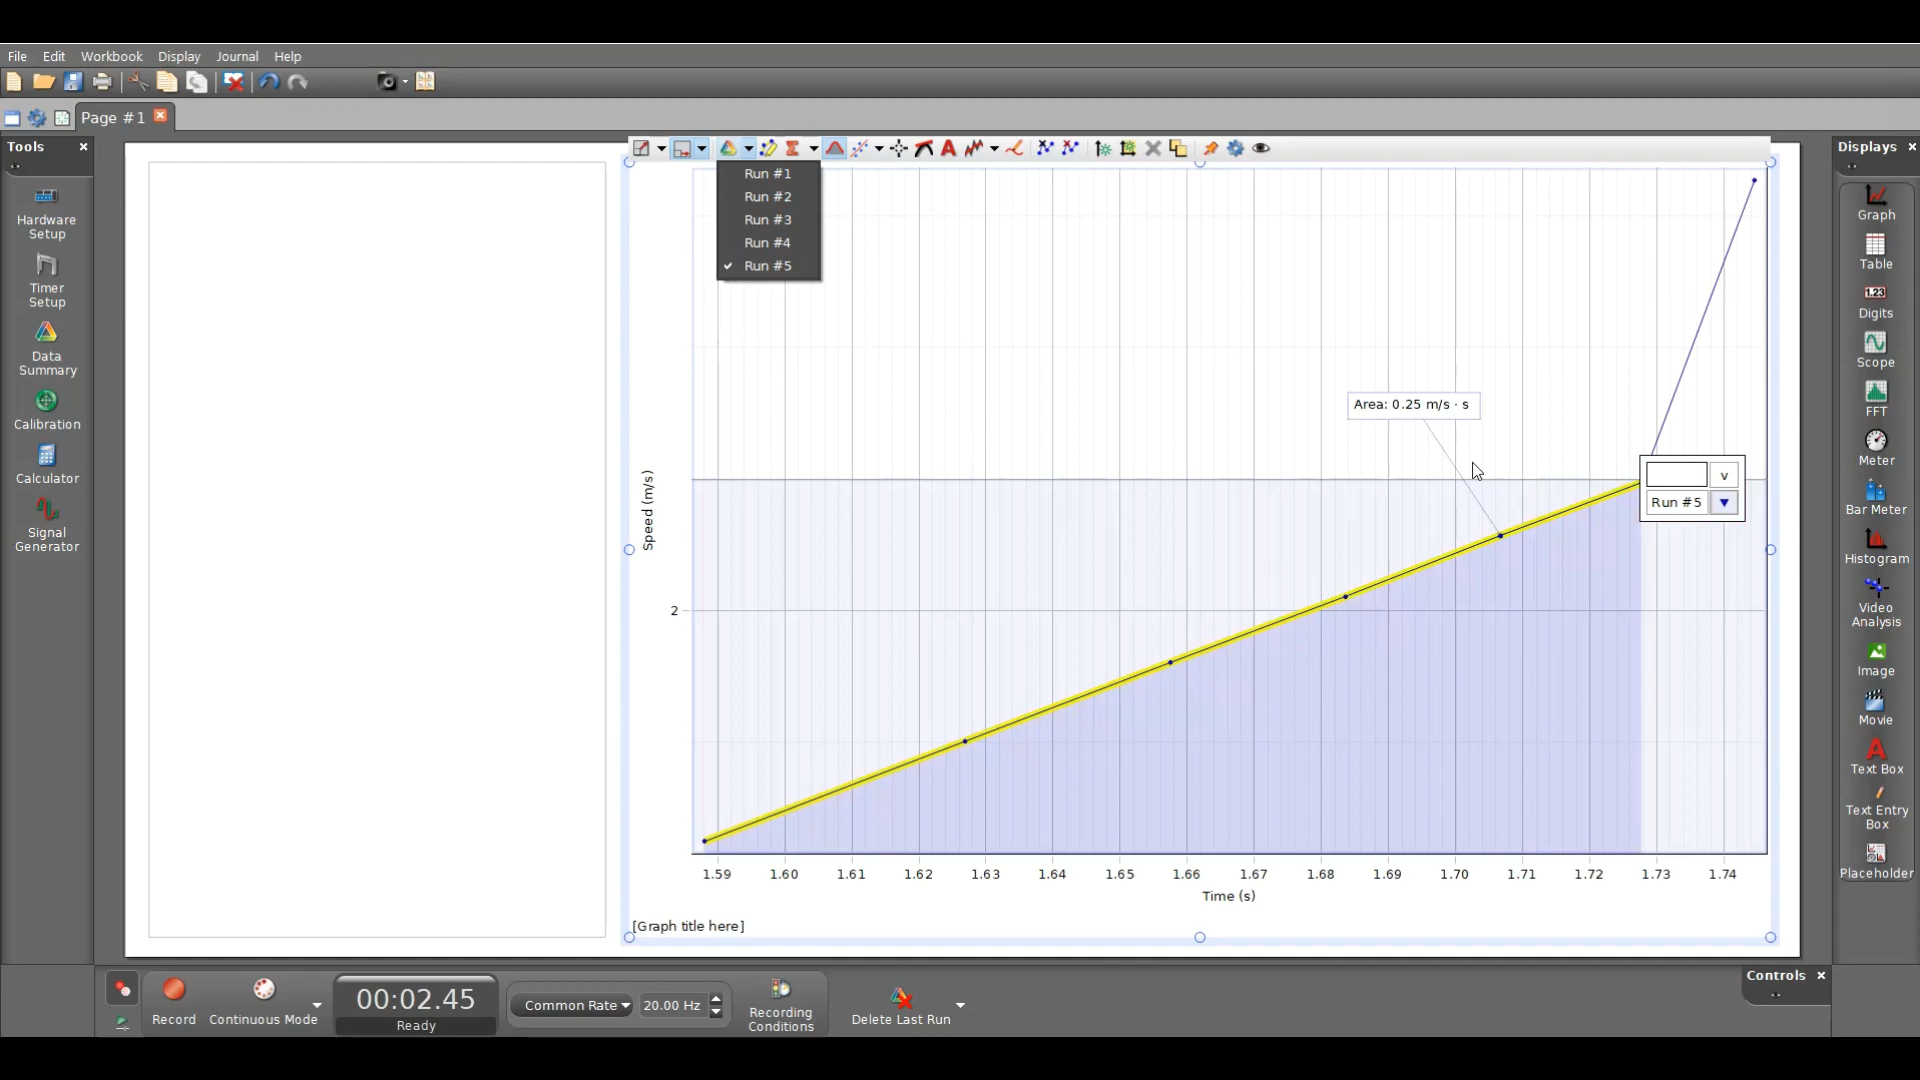 File Edit Workbook Display Journal Help
Page #1
Tools
Hardware
Setup
Timer
Setup
Data
Summary
Calibration
Calculator
Signal
Generator
Run #1
Run #2
Run #3
Run #4
Run #5
Area: 0.25 m/s · s
v
Run #5
Speed (m/s)
2
1.59 1.60 1.61 1.62 1.63 1.64 1.65 1.66 1.67 1.68 1.69 1.70 1.71 1.72 1.73 1.74
Time (s)
[Graph title here]
Displays
Graph
Table
1.23
Digits
Scope
FFT
Meter
Bar Meter
Histogram
Video
Analysis
Image
Movie
Text Box
Text Entry
Box
Placeholder
Record
Continuous Mode
00:02.45
Ready
Common Rate
20.00 Hz
Recording
Conditions
Delete Last Run
Controls